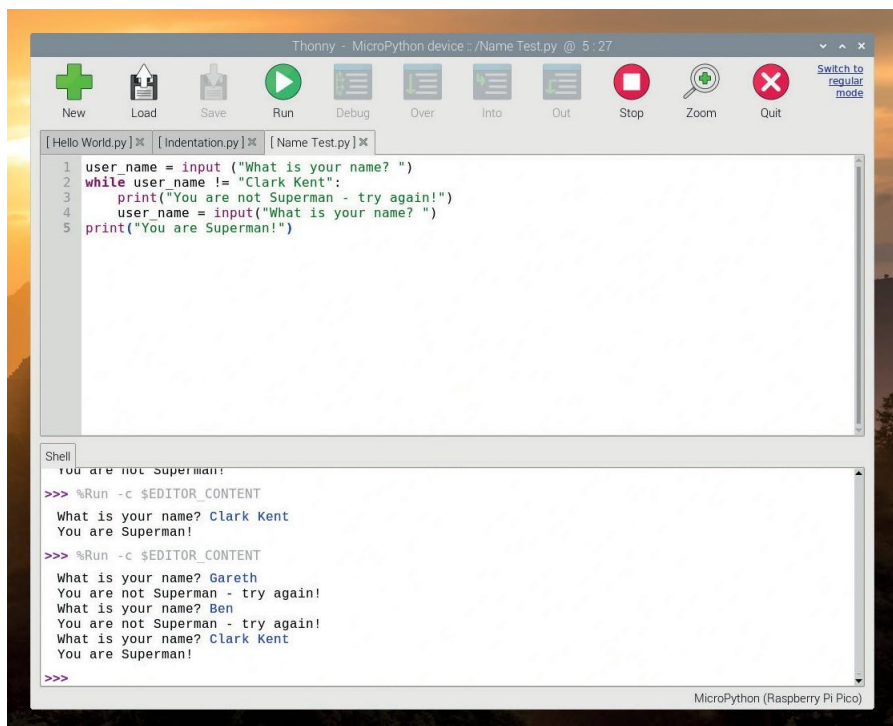 Thonny - MicroPython device :: /Name Test.py @ 5 : 27
New Load Save Run Debug Over Into Out Stop Zoom Quit
Switch to
regular
mode
[ Hello World.py ] [ Indentation.py ] [ Name Test.py ]
1 user_name = input ("What is your name? ")
2 while user_name != "Clark Kent":
3     print("You are not Superman - try again!")
4     user_name = input("What is your name? ")
5 print("You are Superman!")
Shell
You are not Superman!
>>> %Run -c $EDITOR_CONTENT
What is your name? Clark Kent
You are Superman!
>>> %Run -c $EDITOR_CONTENT
What is your name? Gareth
You are not Superman - try again!
What is your name? Ben
You are not Superman - try again!
What is your name? Clark Kent
You are Superman!
>>>
MicroPython (Raspberry Pi Pico)